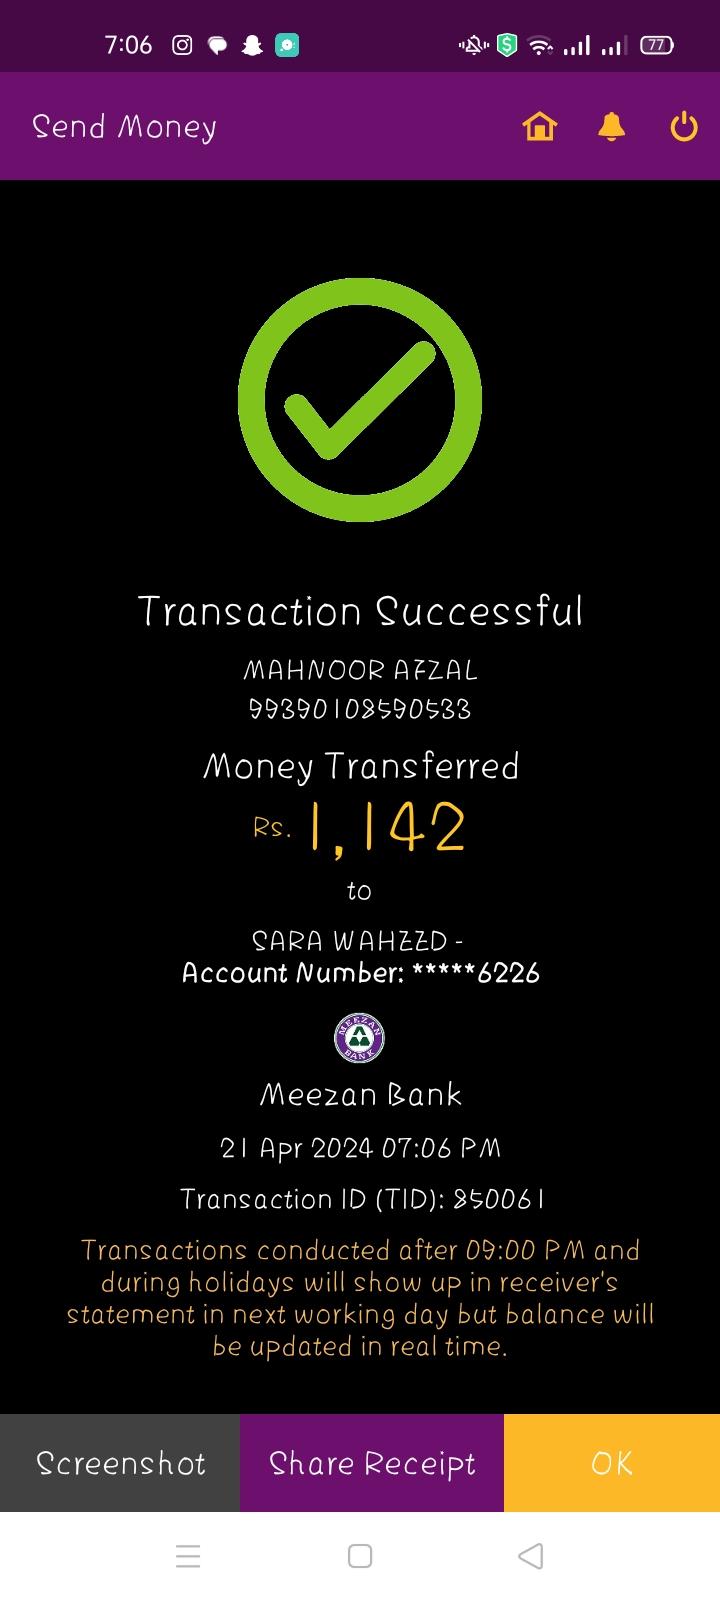 7:06
77
Send Money
Transaction Successful
MAHNOOR AFZAL
99390108590533
Money Transferred
Rs. 1,142
to
SARA WAHZZD -
Account Number: *****6226
MEEZAN BANK
Meezan Bank
21 Apr 2024 07:06 PM
Transaction ID (TID): 850061
Transactions conducted after 09:00 PM and
during holidays will show up in receiver's
statement in next working day but balance will
be updated in real time.
Screenshot Share Receipt OK